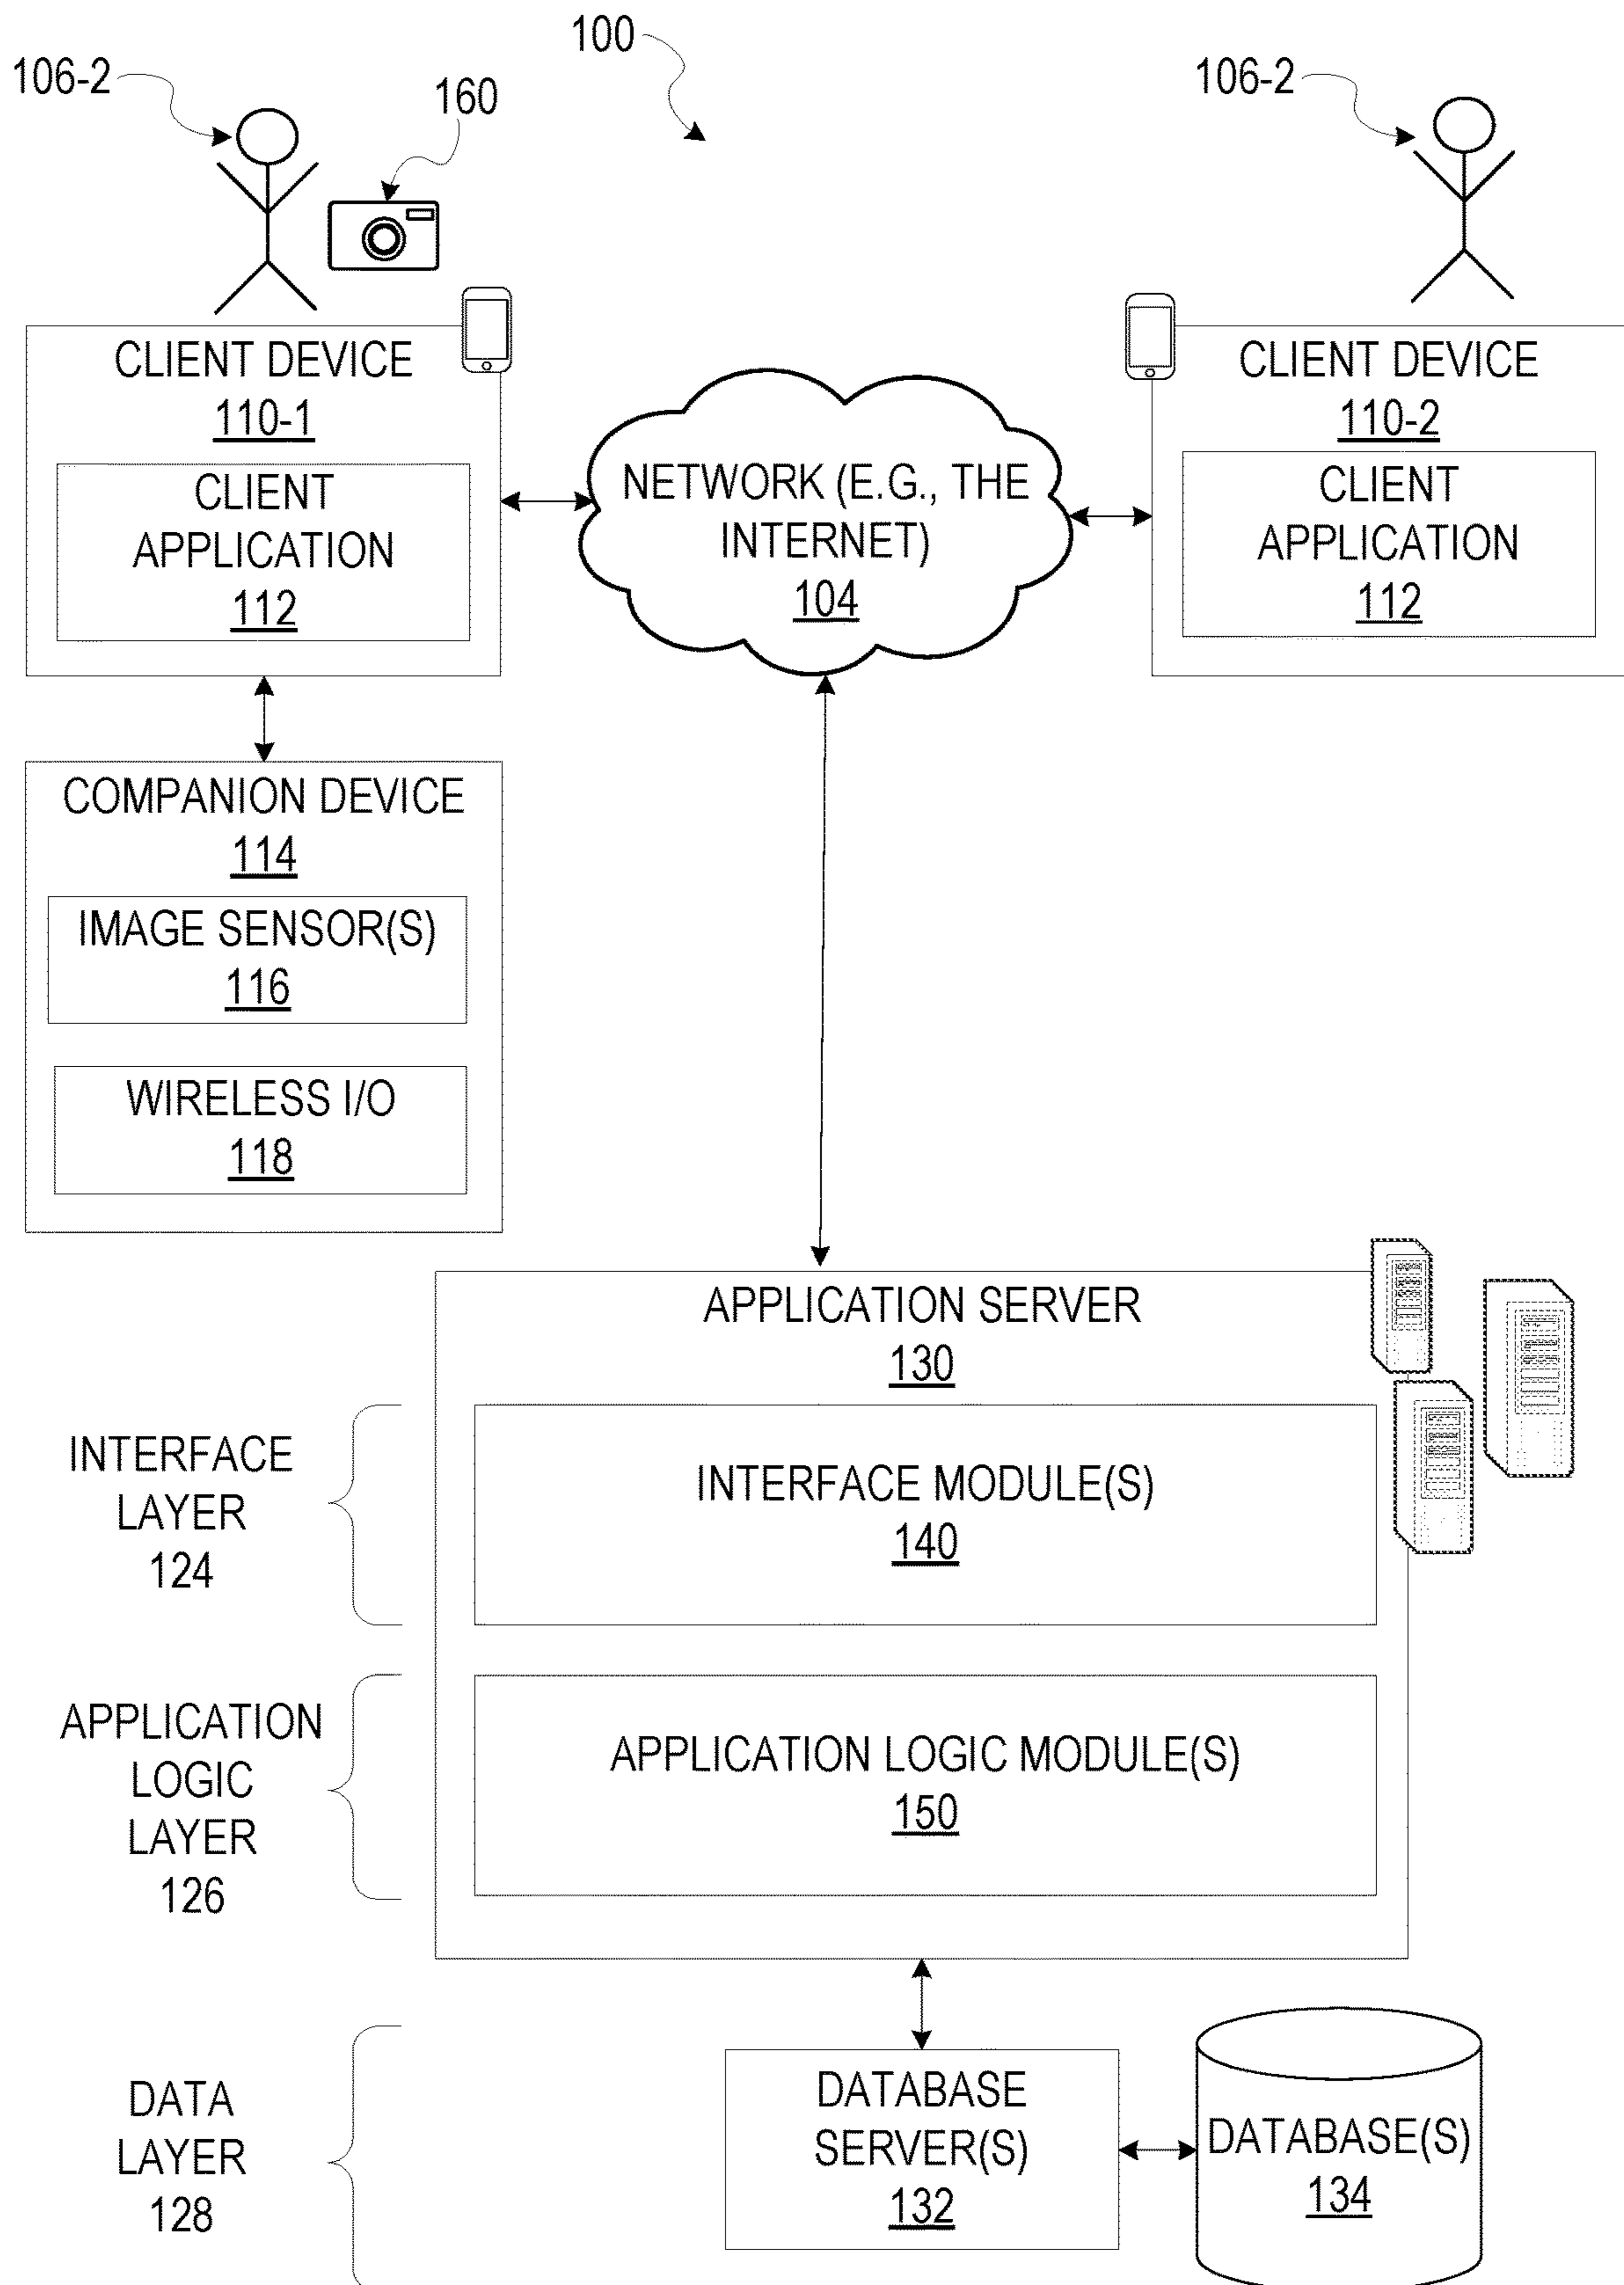 100
106-2
160
106-2
CLIENT DEVICE
110-1
CLIENT
APPLICATION
112
NETWORK (E.G., THE
INTERNET)
104
CLIENT DEVICE
110-2
CLIENT
APPLICATION
112
COMPANION DEVICE
114
IMAGE SENSOR(S)
116
WIRELESS I/O
118
APPLICATION SERVER
130
INTERFACE
LAYER
124
INTERFACE MODULE(S)
140
APPLICATION
LOGIC
LAYER
126
APPLICATION LOGIC MODULE(S)
150
DATA
LAYER
128
DATABASE
SERVER(S)
132
DATABASE(S)
134